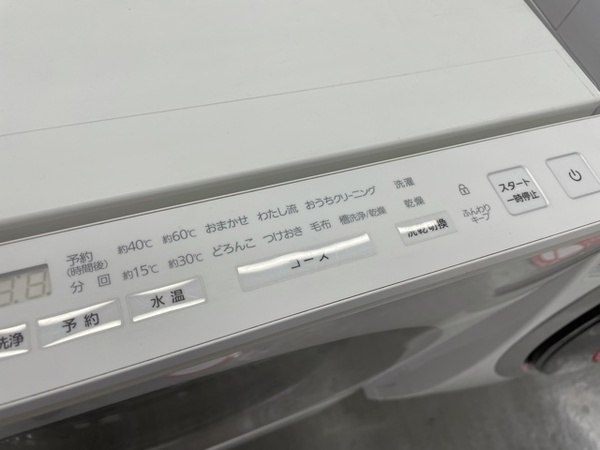 予約 約40℃ 約60℃ おまかせ わたし流 おうちクリーニング 洗濯
(時間後)
分 回 約15℃ 約30℃ どろんこ つけおき 毛布 槽洗浄/乾燥 乾燥
ふんわり
キープ
スタート
一時停止
洗浄 予約 水温 コース 洗乾切換